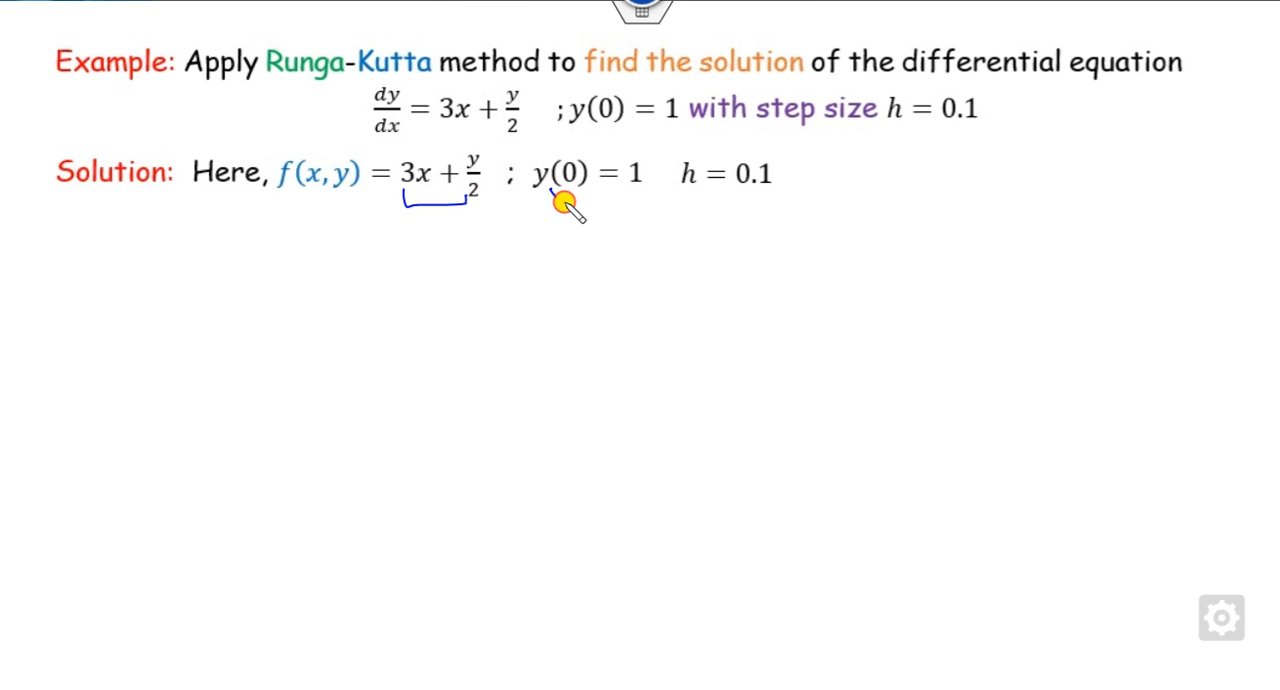 Example: Apply Runga-Kutta method to find the solution of the differential equation
dy/dx = 3x + y/2 ; y(0) = 1 with step size h = 0.1
Solution: Here, f(x, y) = 3x + y/2 ; y(0) = 1 h = 0.1